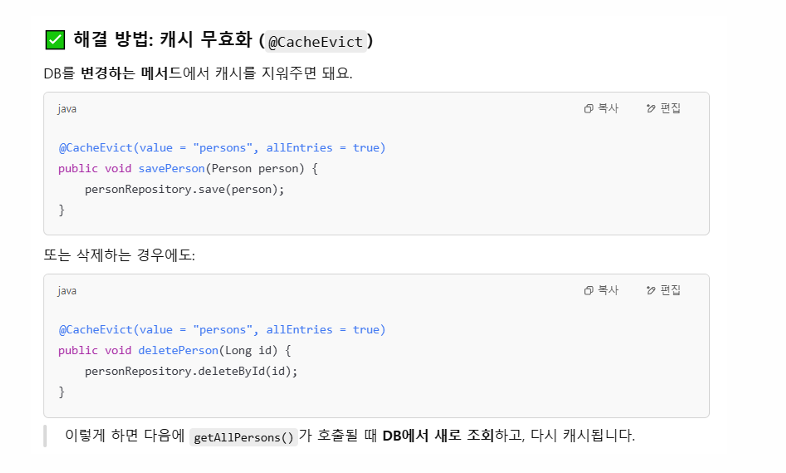 ✅ 해결 방법: 캐시 무효화 (@CacheEvict)
DB를 변경하는 메서드에서 캐시를 지워주면 돼요.
java 복사 편집
@CacheEvict(value = "persons", allEntries = true)
public void savePerson(Person person) {
    personRepository.save(person);
}
또는 삭제하는 경우에도:
java 복사 편집
@CacheEvict(value = "persons", allEntries = true)
public void deletePerson(Long id) {
    personRepository.deleteById(id);
}
이렇게 하면 다음에 getAllPersons()가 호출될 때 DB에서 새로 조회하고, 다시 캐시됩니다.